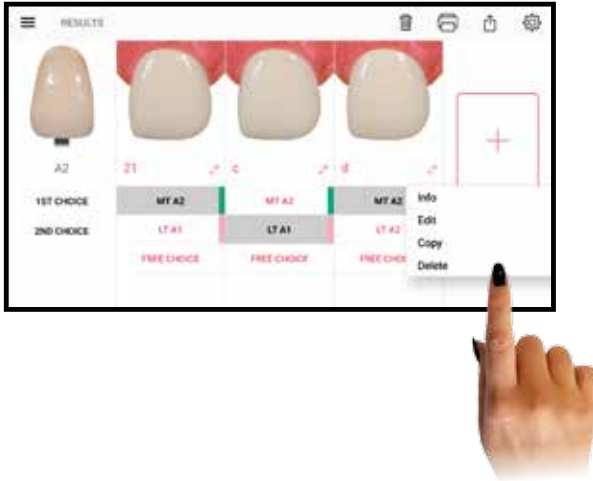 RESULTS
A2 21 c d
1ST CHOICE MT A2 MT A2 MT A2
2ND CHOICE LT A1 LT A1 LT A2
FREE CHOICE FREE CHOICE FREE
Info
Edit
Copy
Delete